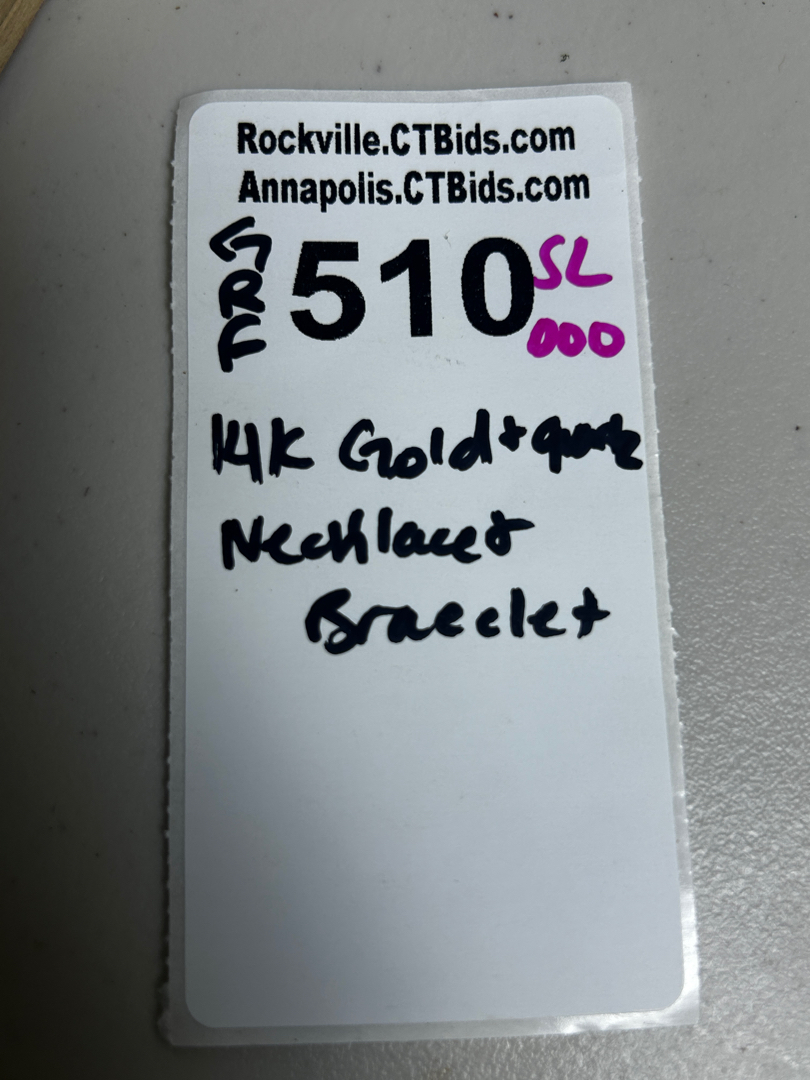 Rockville.CTBids.com
Annapolis.CTBids.com
GRF 510 SL
000
14K Gold + quartz
Necklace +
Bracelet